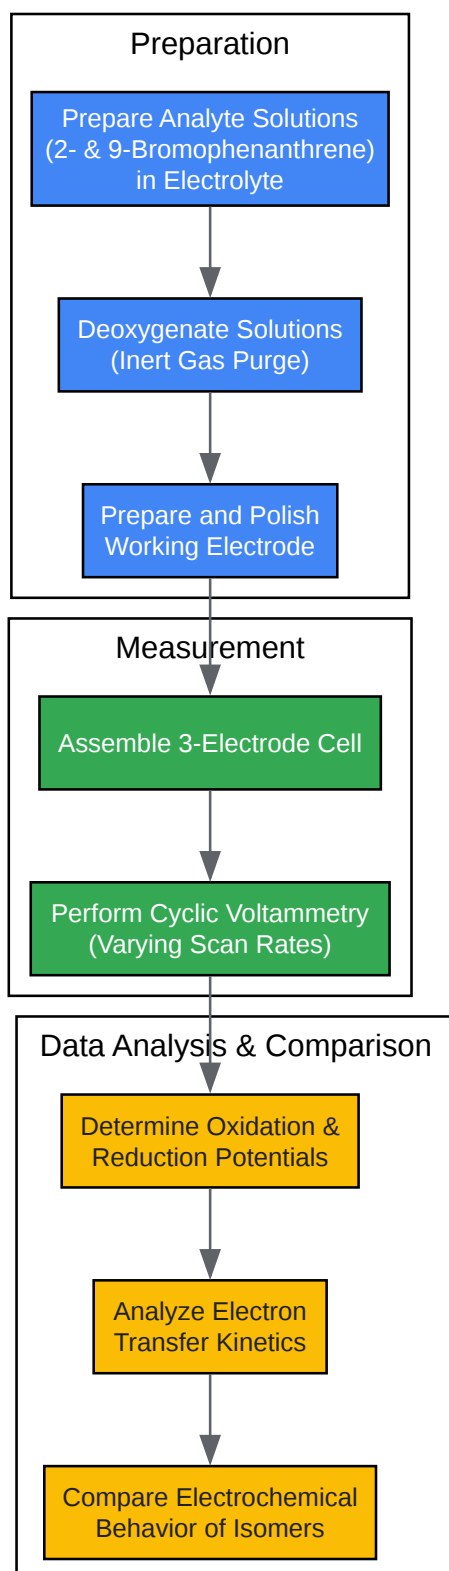 Preparation
Prepare Analyte Solutions
(2- & 9-Bromophenanthrene)
in Electrolyte
Deoxygenate Solutions
(Inert Gas Purge)
Prepare and Polish
Working Electrode
Measurement
Assemble 3-Electrode Cell
Perform Cyclic Voltammetry
(Varying Scan Rates)
Data Analysis & Comparison
Determine Oxidation &
Reduction Potentials
Analyze Electron
Transfer Kinetics
Compare Electrochemical
Behavior of Isomers